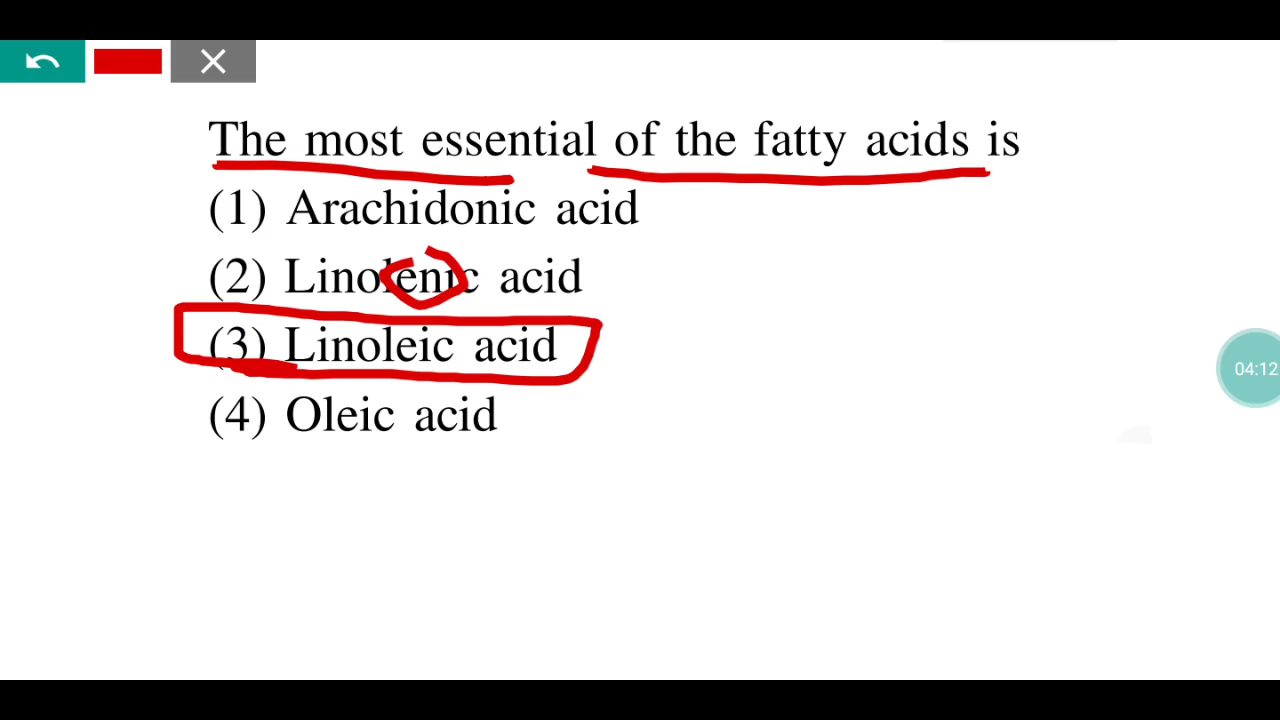 The most essential of the fatty acids is
(1) Arachidonic acid
(2) Linolenic acid
(3) Linoleic acid
(4) Oleic acid
04:12